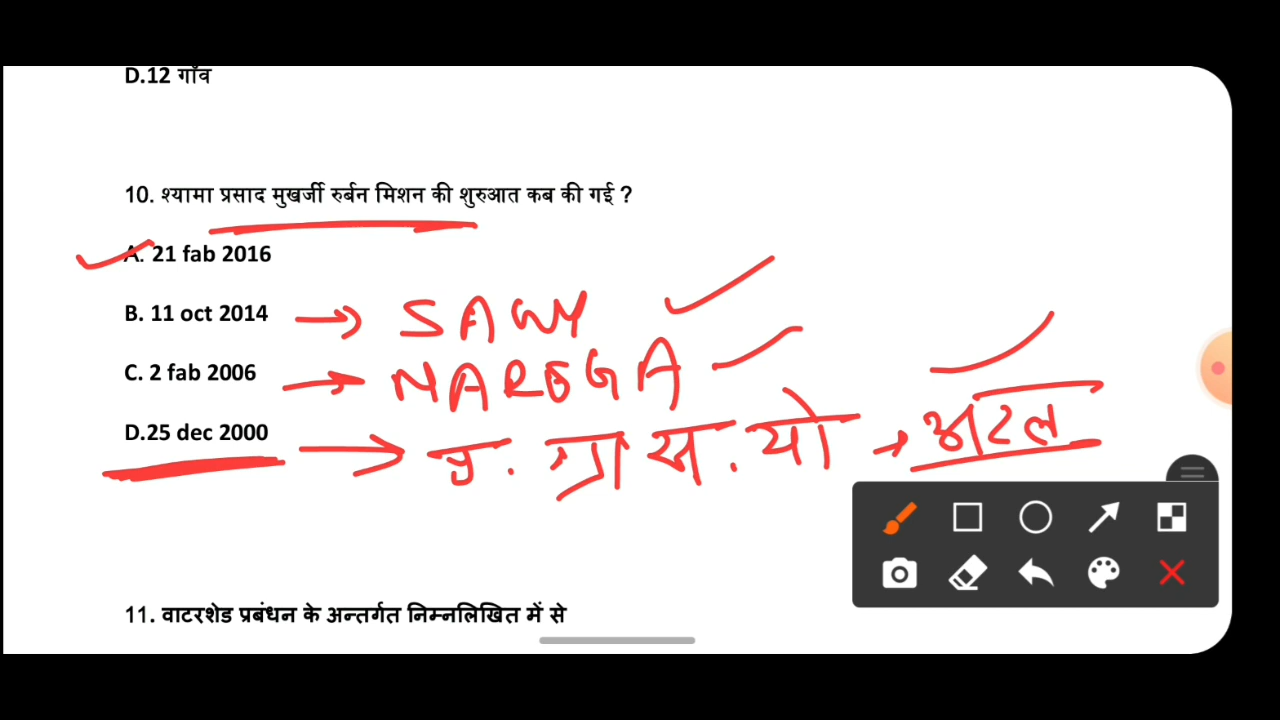 D.12 गाँव
10. श्यामा प्रसाद मुखर्जी रुर्बन मिशन की शुरुआत कब की गई ?
A. 21 fab 2016
B. 11 oct 2014 → SAGY
C. 2 fab 2006 → NAREGA
D.25 dec 2000 → प्र. ग्रा स. यो → अटल
11. वाटरशेड प्रबंधन के अन्तर्गत निम्नलिखित में से